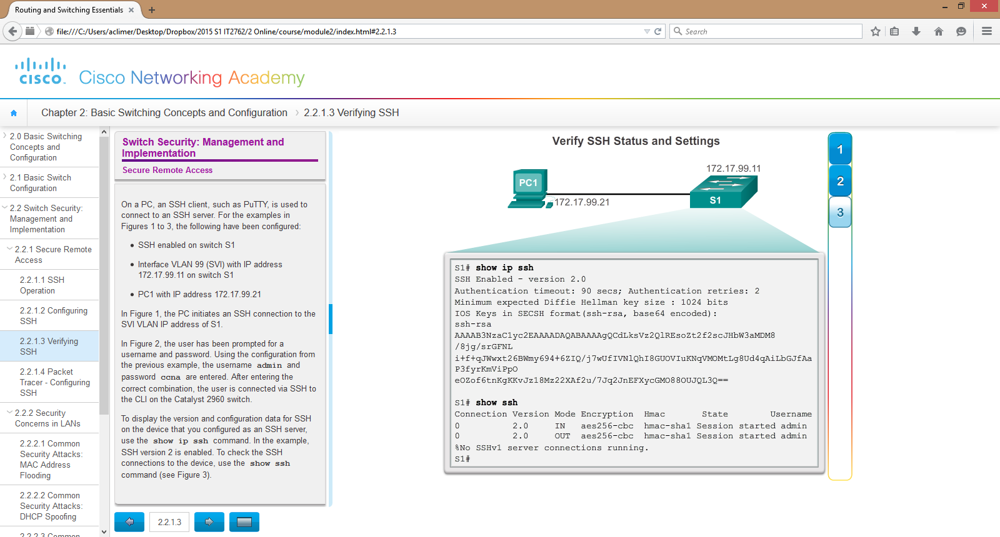 Routing and Switching Essentials
file:///C:/Users/aclimer/Desktop/Dropbox/2015 S1 IT2762/2 Online/course/module2/index.html#2.2.1.3
Search
CISCO.
Cisco Networking Academy
Chapter 2: Basic Switching Concepts and Configuration
2.2.1.3 Verifying SSH
2.0 Basic Switching
Concepts and
Configuration
2.1 Basic Switch
Configuration
2.2 Switch Security:
Management and
Implementation
2.2.1 Secure Remote
Access
2.2.1.1 SSH
Operation
2.2.1.2 Configuring
SSH
2.2.1.3 Verifying
SSH
2.2.1.4 Packet
Tracer - Configuring
SSH
2.2.2 Security
Concerns in LANs
2.2.2.1 Common
Security Attacks:
MAC Address
Flooding
2.2.2.2 Common
Security Attacks:
DHCP Spoofing
2.2.2.3 Common
Switch Security: Management and
Implementation
Secure Remote Access
On a PC, an SSH client, such as PuTTY, is used to
connect to an SSH server. For the examples in
Figures 1 to 3, the following have been configured:
SSH enabled on switch S1
Interface VLAN 99 (SVI) with IP address
172.17.99.11 on switch S1
PC1 with IP address 172.17.99.21
In Figure 1, the PC initiates an SSH connection to the
SVI VLAN IP address of S1.
In Figure 2, the user has been prompted for a
username and password. Using the configuration from
the previous example, the username admin and
password ccna are entered. After entering the
correct combination, the user is connected via SSH to
the CLI on the Catalyst 2960 switch.
To display the version and configuration data for SSH
on the device that you configured as an SSH server,
use the show ip ssh command. In the example,
SSH version 2 is enabled. To check the SSH
connections to the device, use the show ssh
command (see Figure 3).
2.2.1.3
Verify SSH Status and Settings
172.17.99.11
PC1
172.17.99.21
S1
1
2
3
S1# show ip ssh
SSH Enabled - version 2.0
Authentication timeout: 90 secs; Authentication retries: 2
Minimum expected Diffie Hellman key size : 1024 bits
IOS Keys in SECSH format(ssh-rsa, base64 encoded):
ssh-rsa
AAAAB3NzaC1yc2EAAAADAQABAAAAgQCdLksVz2QlREsoZt2f2scJHbW3aMDM8
/8jg/srGFNL
i+f+qJWwxt26BWmy694+6ZIQ/j7wUfIVNlQhI8GUOVIuKNqVMOMtLg8Ud4qAiLbGJfAa
P3fyrKmViPpO
eOZof6tnKgKKvJz18Mz22XAf2u/7Jq2JnEFXycGMO88OUJQL3Q==
S1# show ssh
Connection Version Mode Encryption Hmac State Username
0 2.0 IN aes256-cbc hmac-sha1 Session started admin
0 2.0 OUT aes256-cbc hmac-sha1 Session started admin
%No SSHv1 server connections running.
S1#